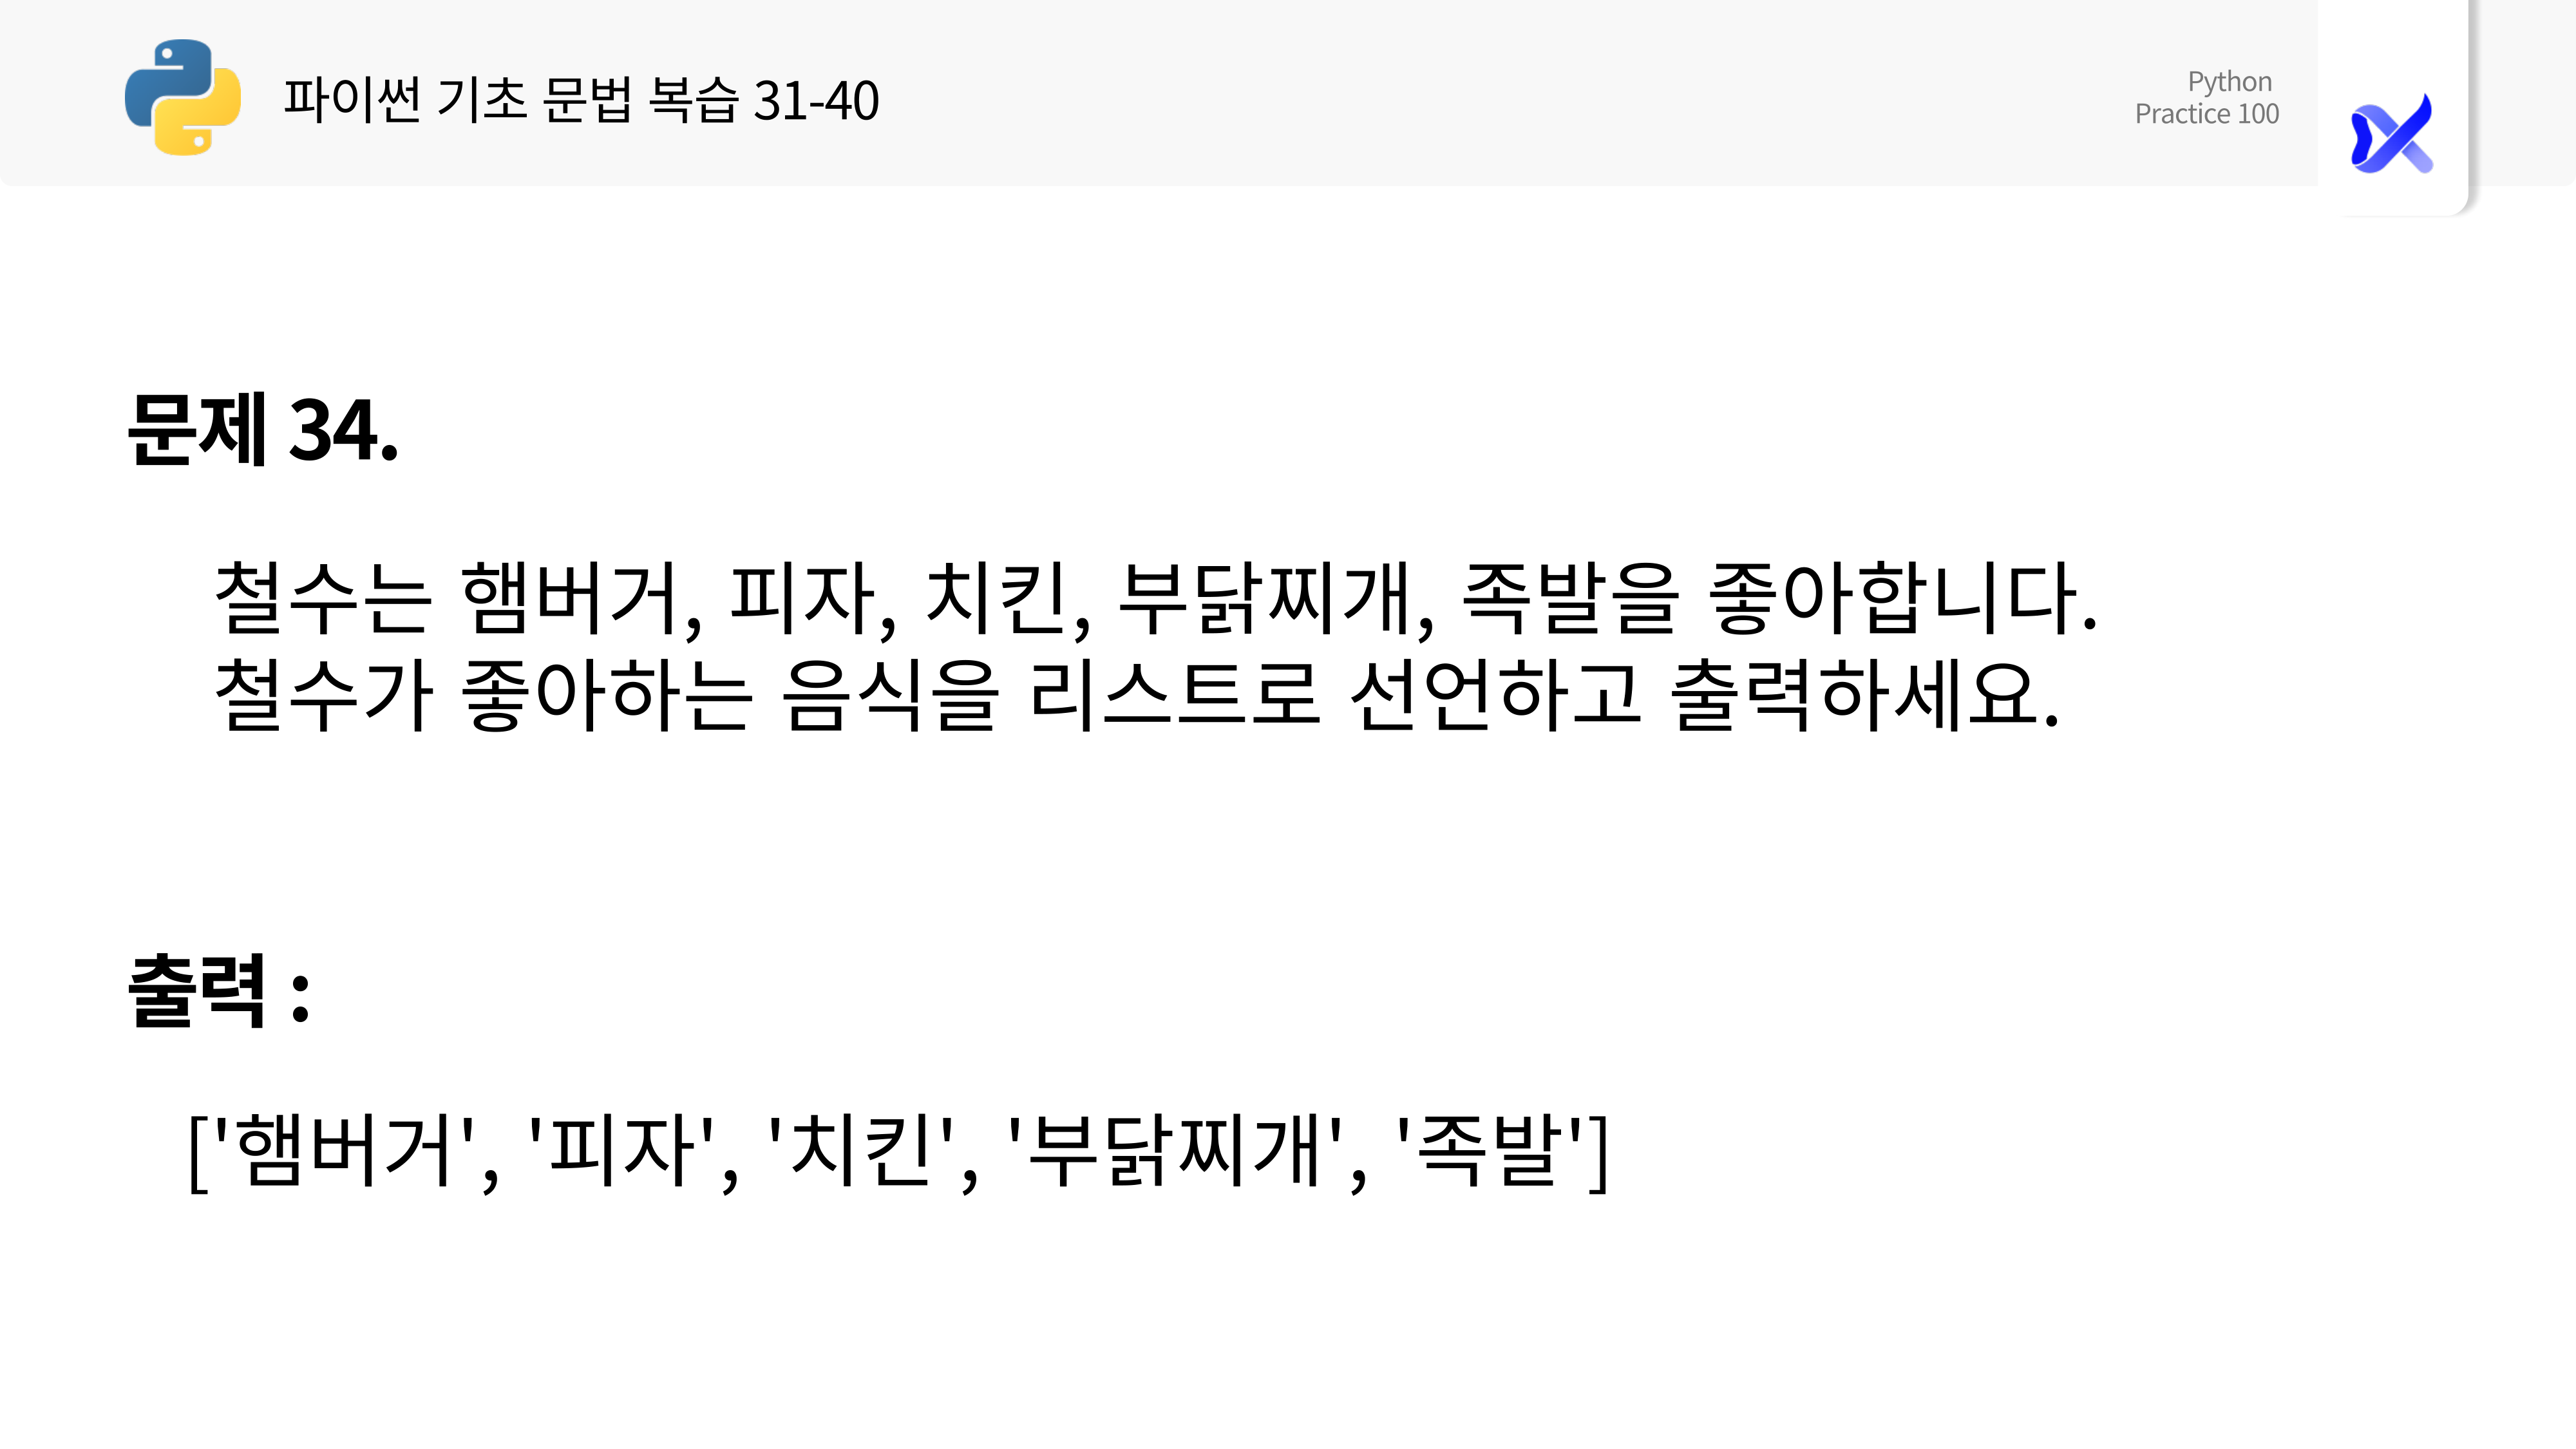 파이썬 기초 문법 복습 31-40
Python
Practice 100
문제 34.
철수는 햄버거, 피자, 치킨, 부닭찌개, 족발을 좋아합니다.
철수가 좋아하는 음식을 리스트로 선언하고 출력하세요.
출력 :
['햄버거', '피자', '치킨', '부닭찌개', '족발']